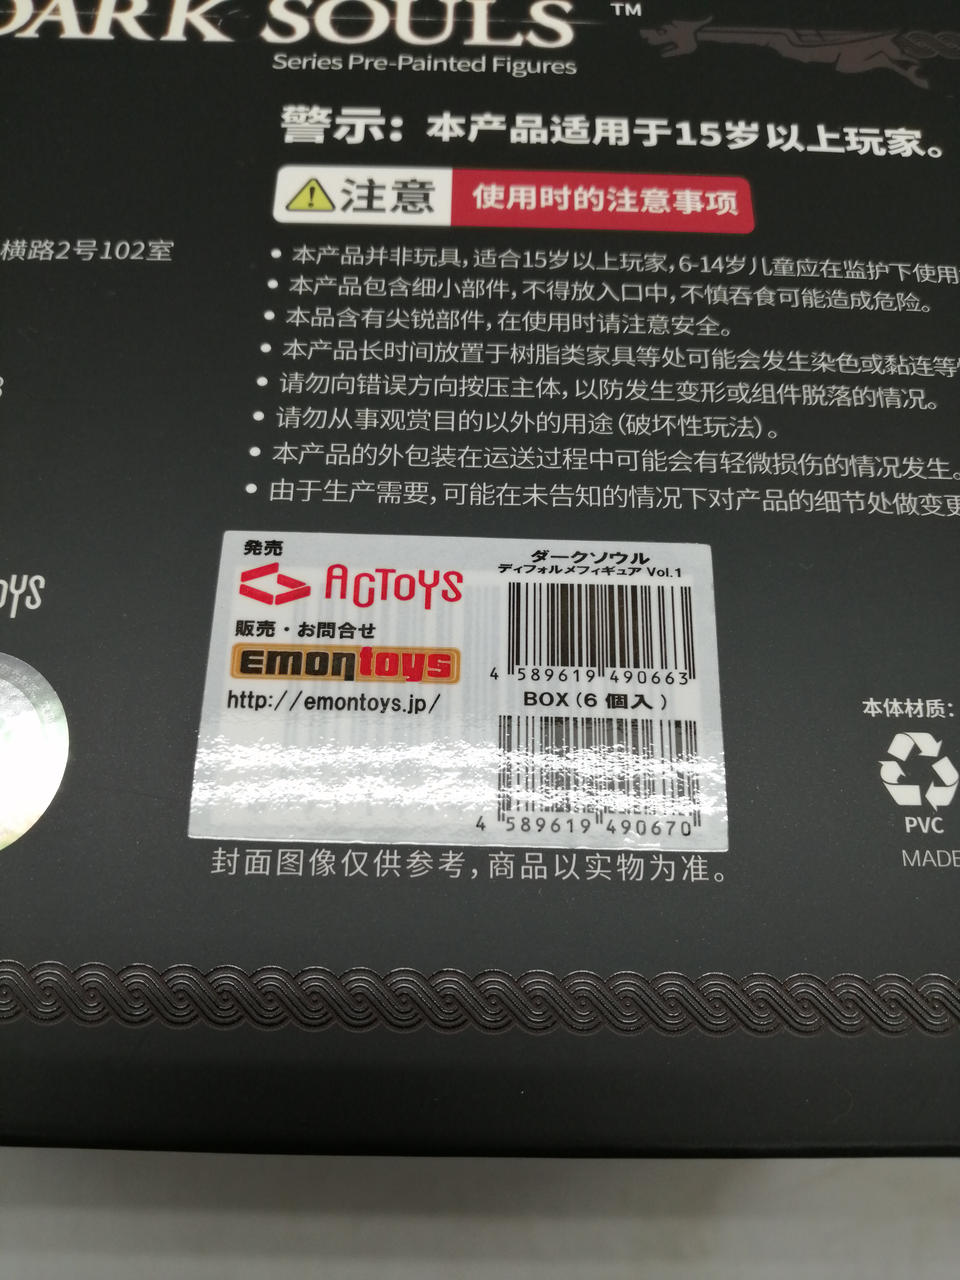 DARK SOULS™
Series Pre-Painted Figures
警示：本产品适用于15岁以上玩家。
注意 使用时的注意事项
横路2号102室
• 本产品并非玩具，适合15岁以上玩家，6-14岁儿童应在监护下使用
• 本产品包含细小部件，不得放入口中，不慎吞食可能造成危险。
• 本品含有尖锐部件，在使用时请注意安全。
• 本产品长时间放置于树脂类家具等处可能会发生染色或黏连等
• 请勿向错误方向按压主体，以防发生变形或组件脱落的情况。
• 请勿从事观赏目的以外的用途（破坏性玩法）。
• 本产品的外包装在运送过程中可能会有轻微损伤的情况发生。
• 由于生产需要，可能在未告知的情况下对产品的细节处做变更
発売
ACTOYS
販売・お問合せ
Emontoys
http://emontoys.jp/
ダークソウル
ディフォルメフィギュア Vol.1
4 589619 490663
BOX（6 個入）
4 589619 490670
封面图像仅供参考，商品以实物为准。
本体材质：
PVC
MADE